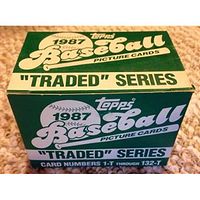 1987 topps
Baseball
PICTURE CARDS
"TRADED" SERIES
topps
1987
Baseball
PICTURE CARDS
"TRADED" SERIES
CARD NUMBERS 1-T THROUGH 132-T